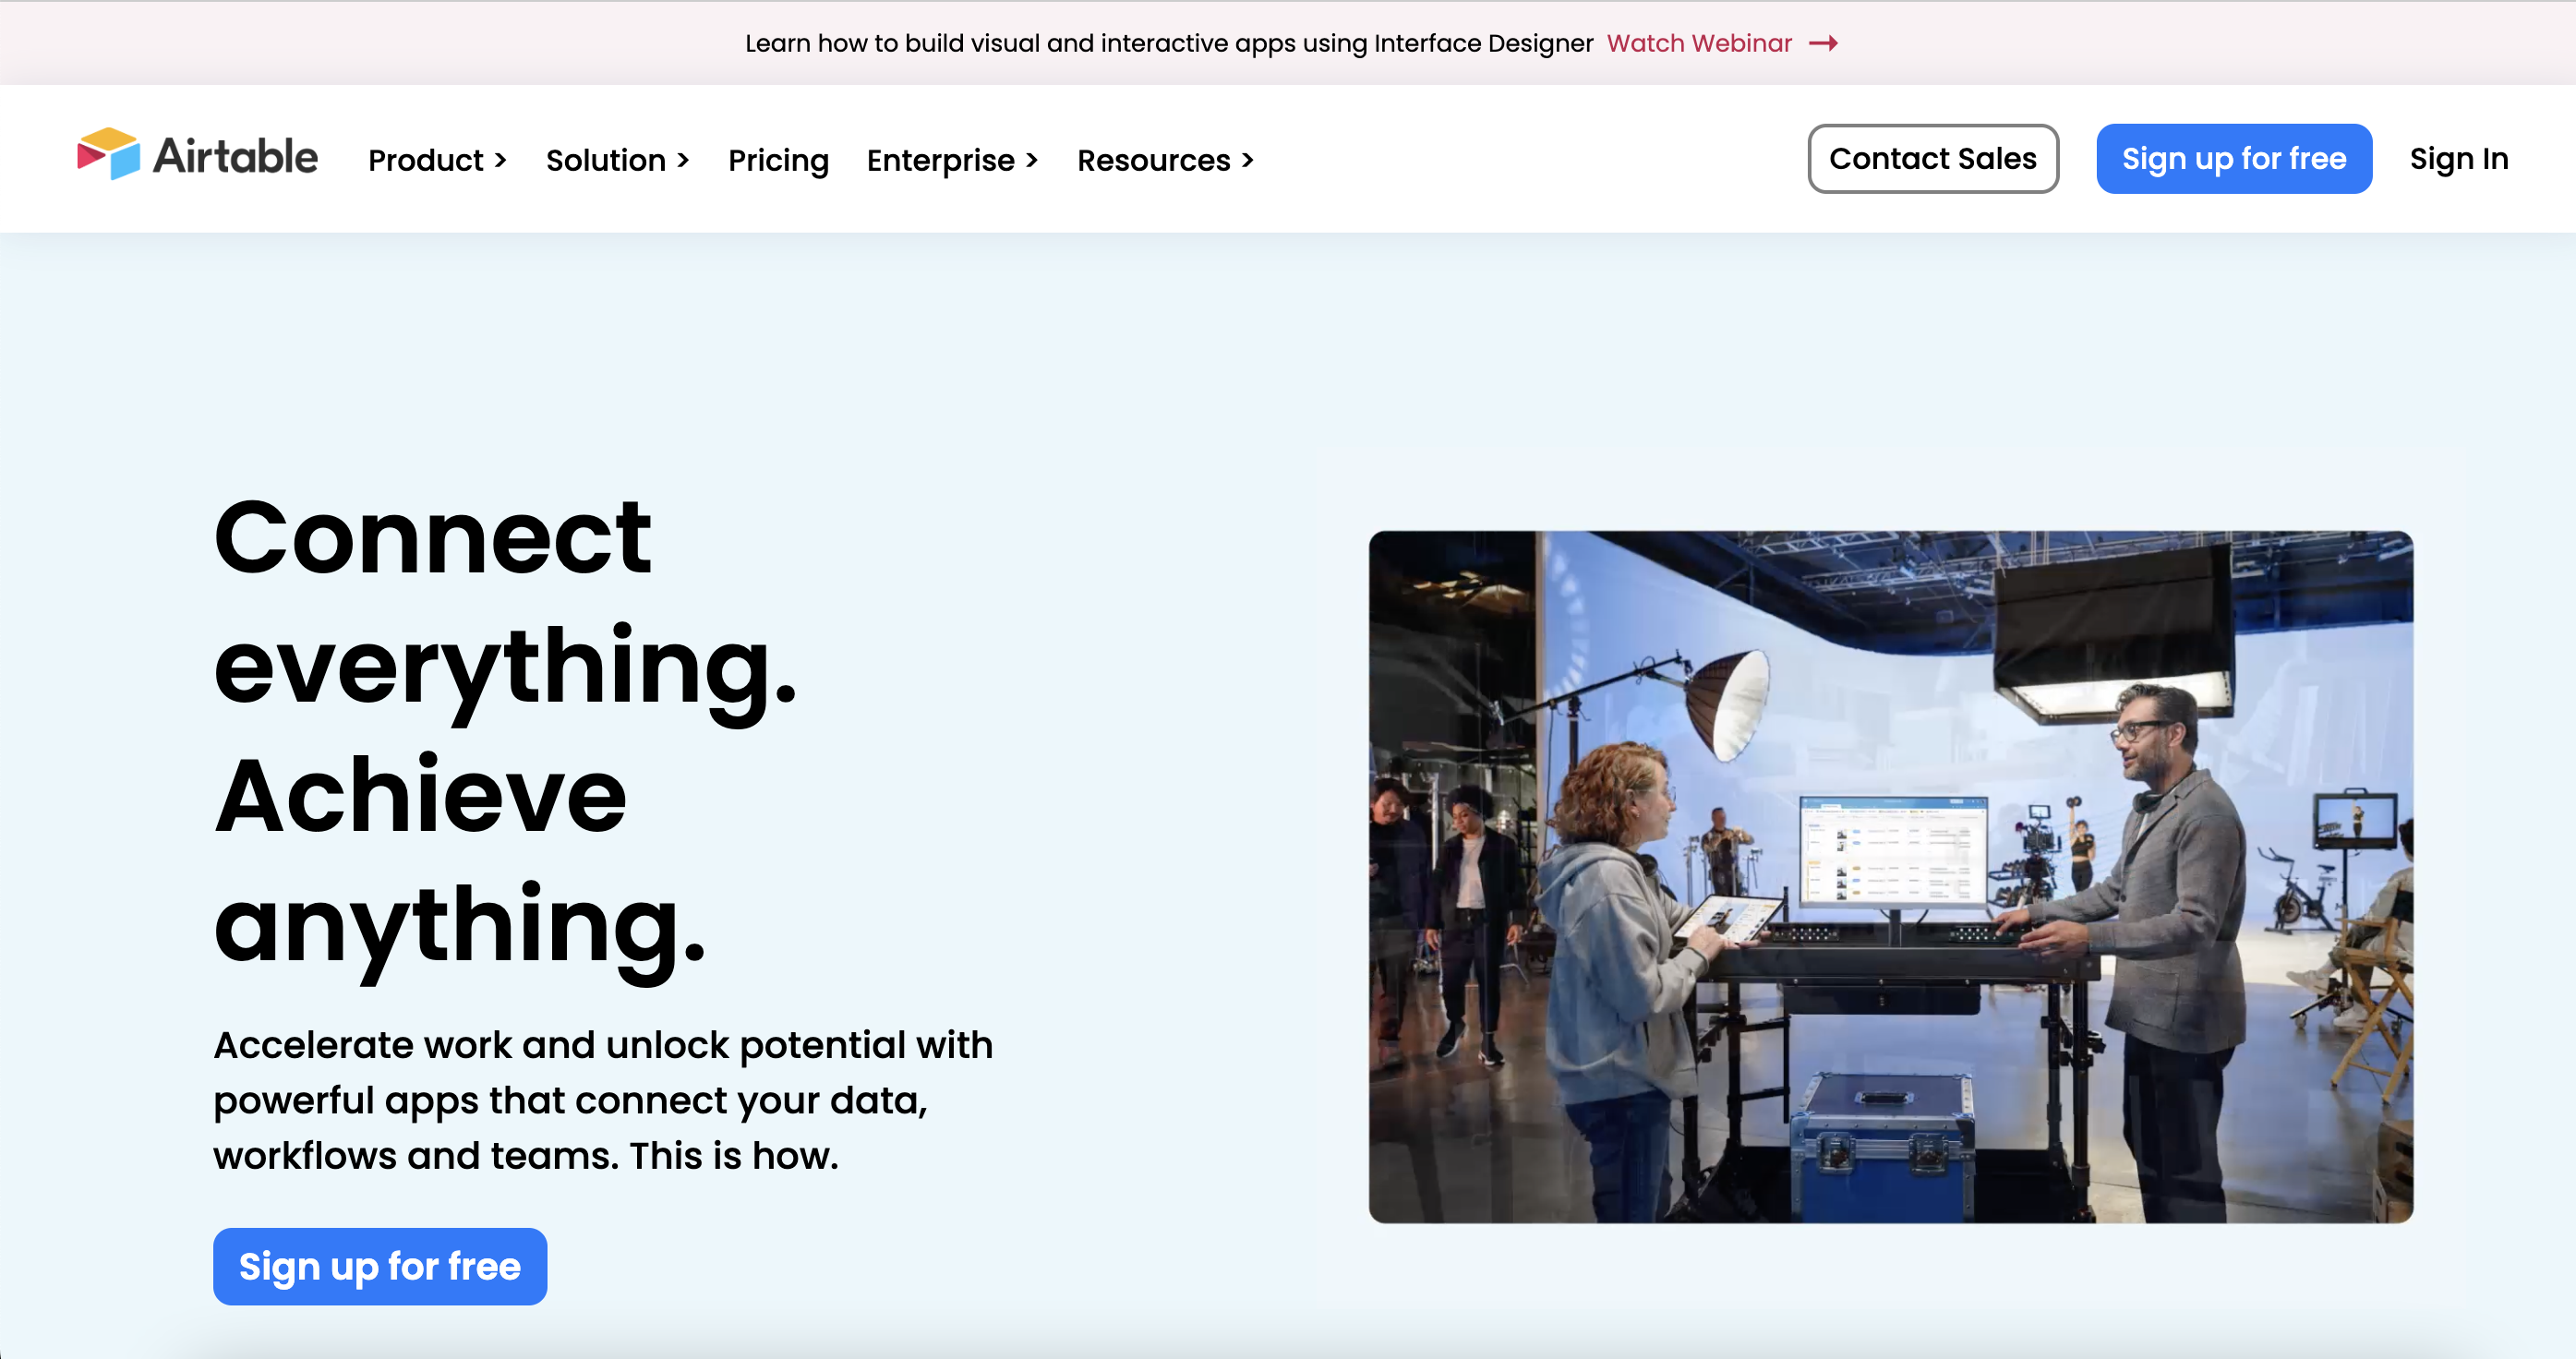 Learn how to build visual and interactive apps using Interface Designer Watch Webinar →
Airtable Product > Solution > Pricing Enterprise > Resources > Contact Sales Sign up for free Sign In
Connect
everything.
Achieve
anything.
Accelerate work and unlock potential with
powerful apps that connect your data,
workflows and teams. This is how.
Sign up for free